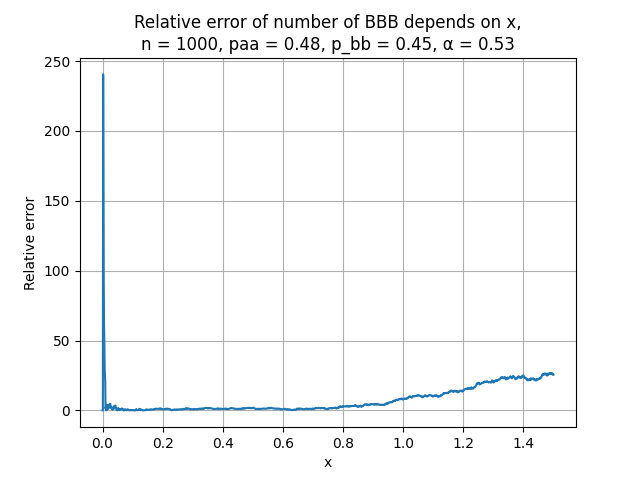 Relative error of number of BBB depends on x,
n = 1000, paa = 0.48, p_bb = 0.45, α = 0.53
250
200
150
100
50
0
Relative error
0.0 0.2 0.4 0.6 0.8 1.0 1.2 1.4
x